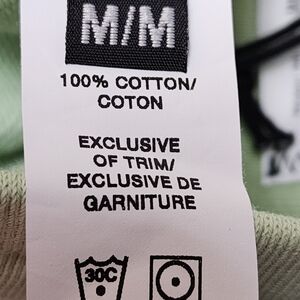 M/M
100% COTTON/
COTON
EXCLUSIVE
OF TRIM/
EXCLUSIVE DE
GARNITURE
30C